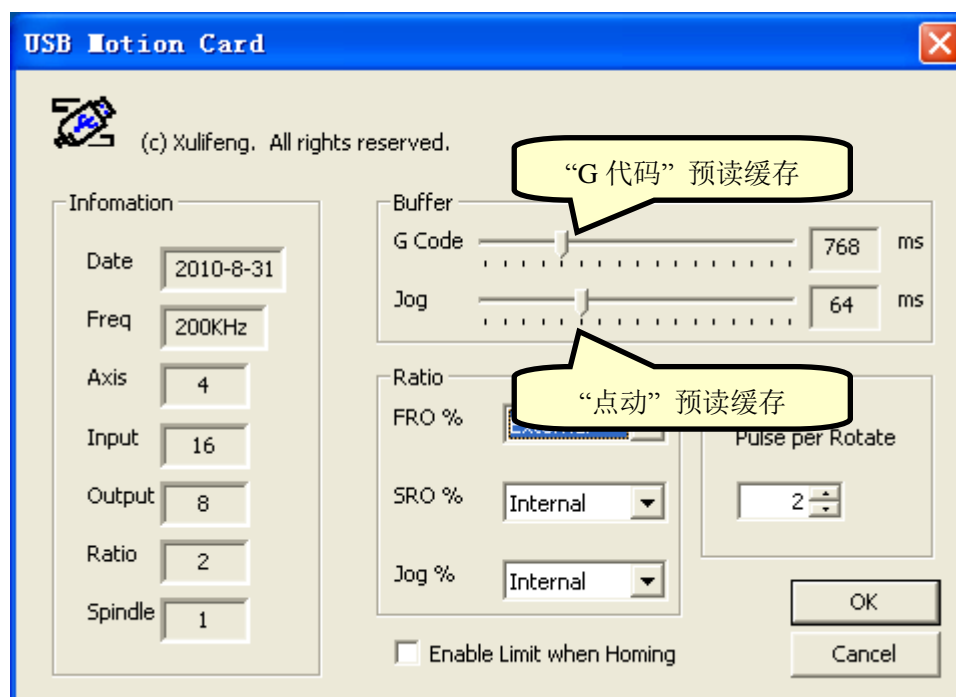 USB Motion Card
(c) Xulifeng. All rights reserved.
“G 代码” 预读缓存
Infomation
Date 2010-8-31
Freq 200KHz
Axis 4
Input 16
Output 8
Ratio 2
Spindle 1
Buffer
G Code 768 ms
Jog 64 ms
“点动” 预读缓存
Ratio
FRO %
SRO % Internal
Jog % Internal
Pulse per Rotate
2
Enable Limit when Homing
OK
Cancel